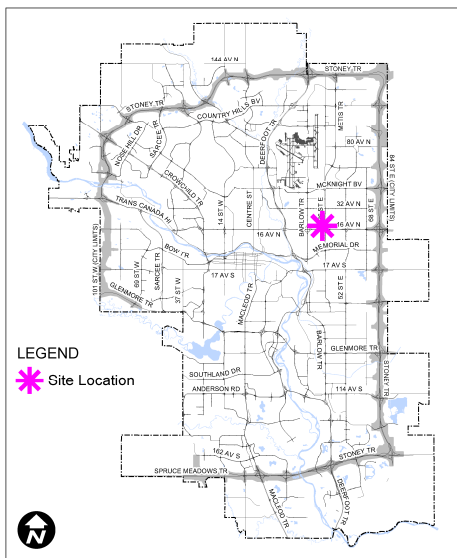 144 AV N
STONEY TR
STONEY TR
COUNTRY HILLS BV
DEERFOOT TR
METIS TR
NOSE HILL DR
SARCEE TR
80 AV N
CROWCHILD TR
MCKNIGHT BV
84 ST E (CITY LIMITS)
TRANS CANADA HI
14 ST W
CENTRE ST
BARLOW TR
ST E
32 AV N
68 ST E
16 AV N
16 AV N
MEMORIAL DR
BOW TR
17 AV S
17 AV S
101 ST W (CITY LIMITS)
69 ST W
SARCEE TR
37 ST W
GLENMORE TR
MACLEOD TR
52 ST E
BARLOW TR
GLENMORE TR
LEGEND
Site Location
SOUTHLAND DR
ANDERSON RD
114 AV S
STONEY TR
162 AV S
STONEY TR
SPRUCE MEADOWS TR
MACLEOD TR
DEERFOOT TR
N